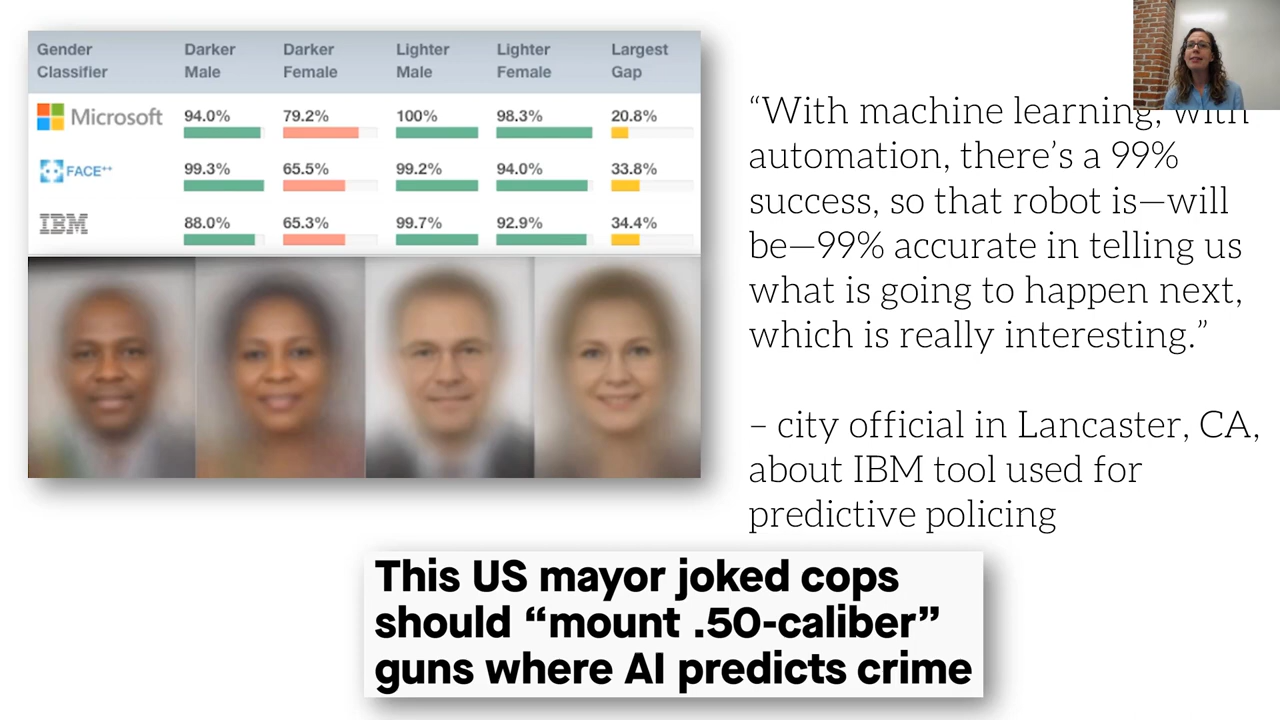 Gender Classifier Darker Male Darker Female Lighter Male Lighter Female Largest Gap
Microsoft 94.0% 79.2% 100% 98.3% 20.8%
FACE++ 99.3% 65.5% 99.2% 94.0% 33.8%
IBM 88.0% 65.3% 99.7% 92.9% 34.4%
“With machine learning, with
automation, there’s a 99%
success, so that robot is—will
be—99% accurate in telling us
what is going to happen next,
which is really interesting.”
– city official in Lancaster, CA,
about IBM tool used for
predictive policing
This US mayor joked cops
should “mount .50-caliber”
guns where AI predicts crime